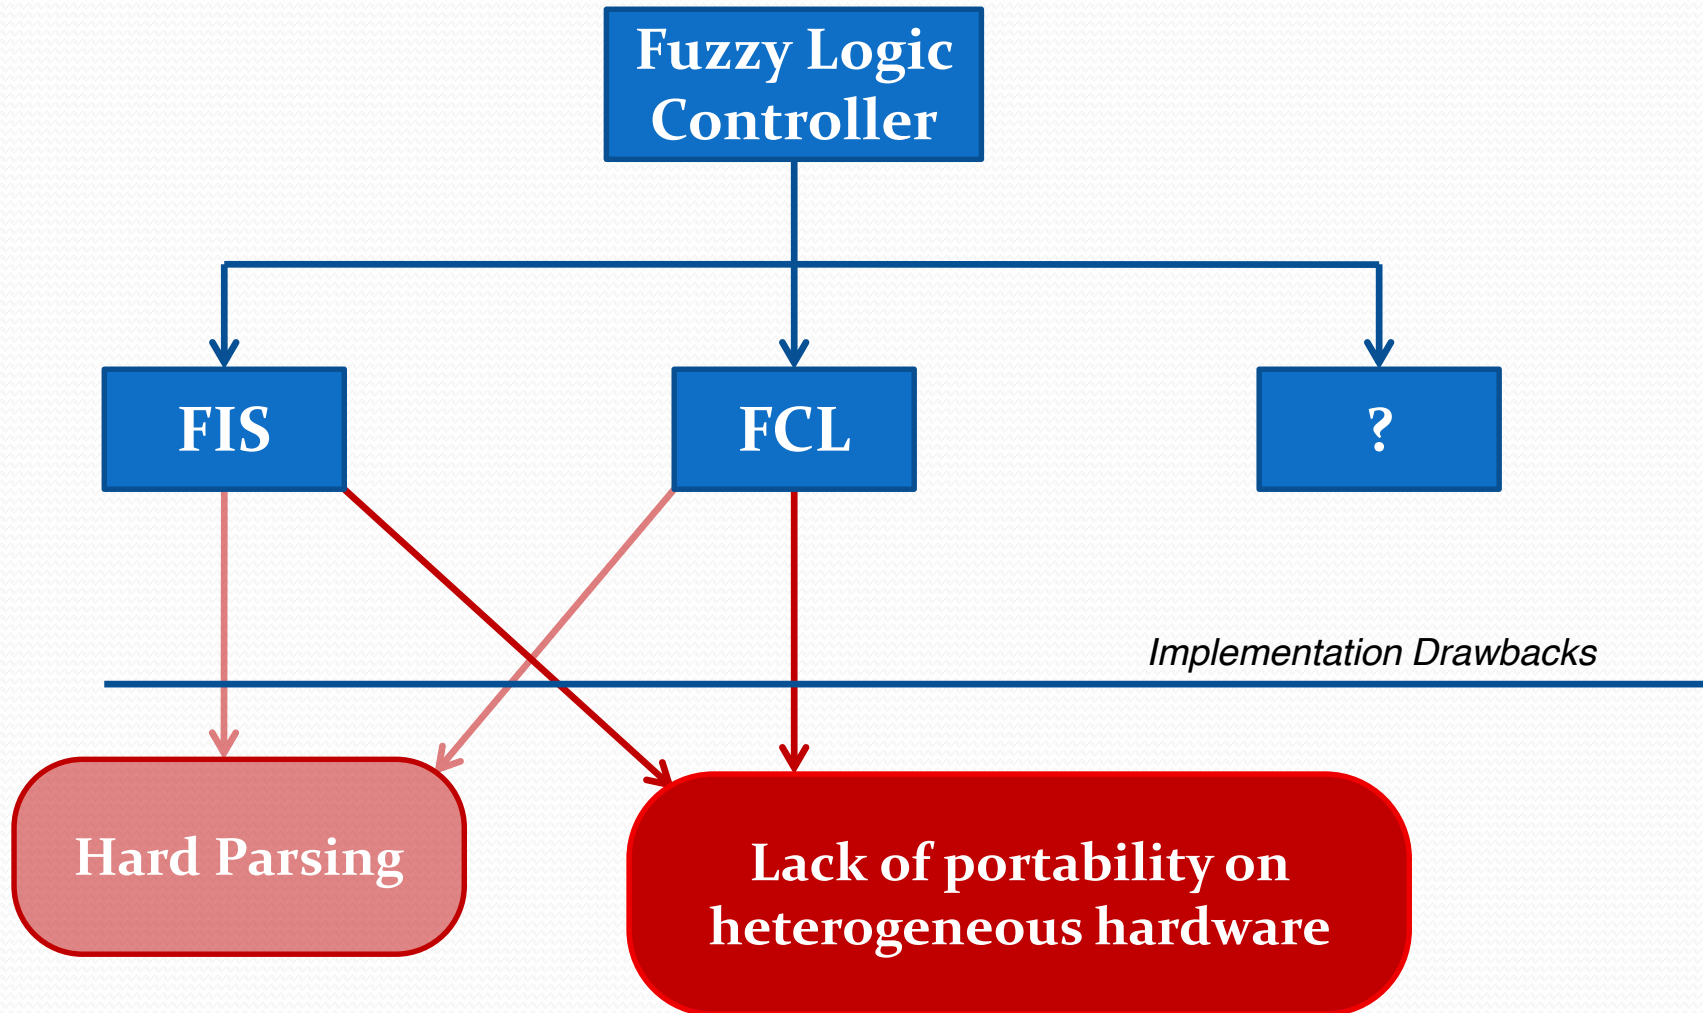 Fuzzy Logic
Controller
FIS
FCL
?
Implementation Drawbacks
Hard Parsing
Lack of portability on
heterogeneous hardware